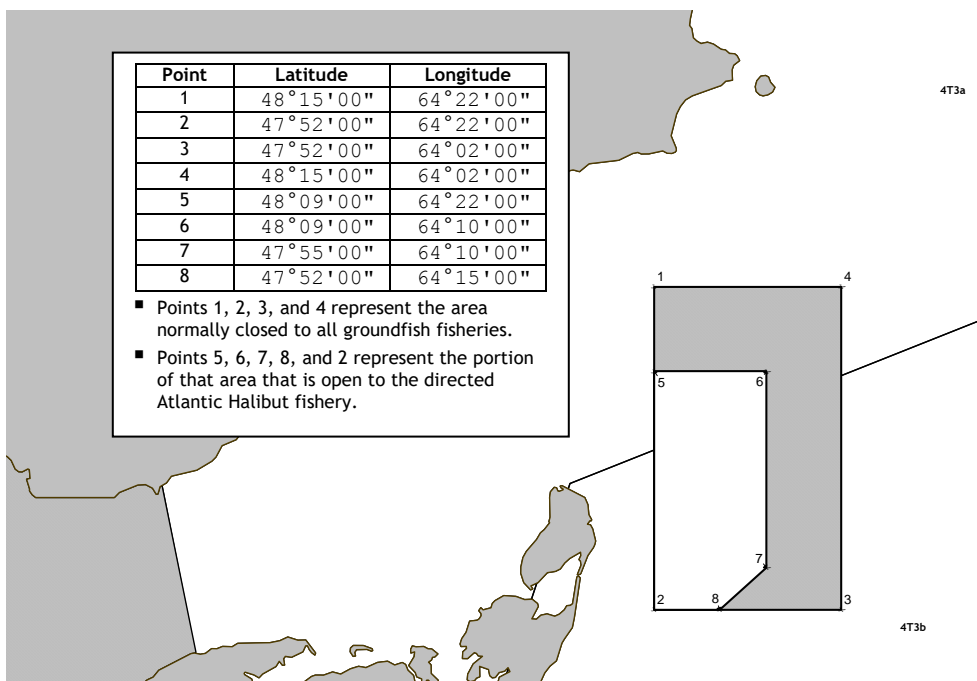 Point Latitude Longitude
1 48°15'00" 64°22'00"
2 47°52'00" 64°22'00"
3 47°52'00" 64°02'00"
4 48°15'00" 64°02'00"
5 48°09'00" 64°22'00"
6 48°09'00" 64°10'00"
7 47°55'00" 64°10'00"
8 47°52'00" 64°15'00"
▪ Points 1, 2, 3, and 4 represent the area
normally closed to all groundfish fisheries.
▪ Points 5, 6, 7, 8, and 2 represent the portion
of that area that is open to the directed
Atlantic Halibut fishery.
4T3a
1 4
5 6
7
2 8 3
4T3b